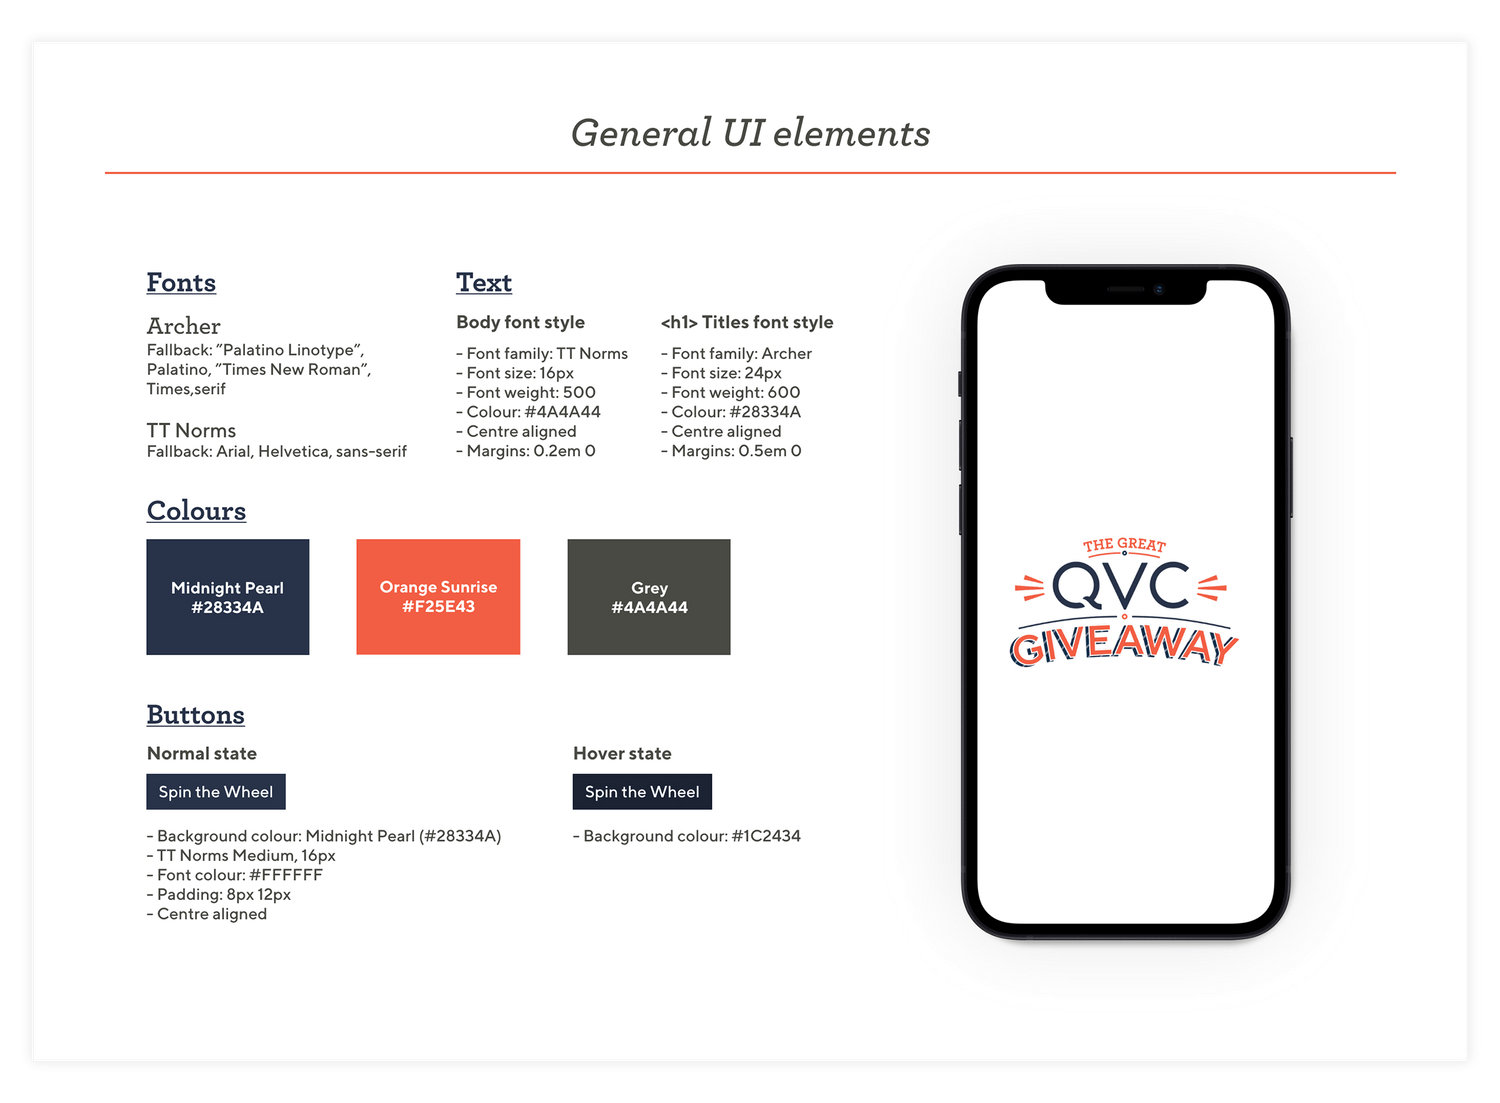 General UI elements
Fonts
Archer
Fallback: ”Palatino Linotype”,
Palatino, ”Times New Roman”,
Times,serif
TT Norms
Fallback: Arial, Helvetica, sans-serif
Text
Body font style
- Font family: TT Norms
- Font size: 16px
- Font weight: 500
- Colour: #4A4A44
- Centre aligned
- Margins: 0.2em 0
<h1> Titles font style
- Font family: Archer
- Font size: 24px
- Font weight: 600
- Colour: #28334A
- Centre aligned
- Margins: 0.5em 0
Colours
Midnight Pearl
#28334A
Orange Sunrise
#F25E43
Grey
#4A4A44
Buttons
Normal state
Spin the Wheel
- Background colour: Midnight Pearl (#28334A)
- TT Norms Medium, 16px
- Font colour: #FFFFFF
- Padding: 8px 12px
- Centre aligned
Hover state
Spin the Wheel
- Background colour: #1C2434
THE GREAT
QVC
GIVEAWAY